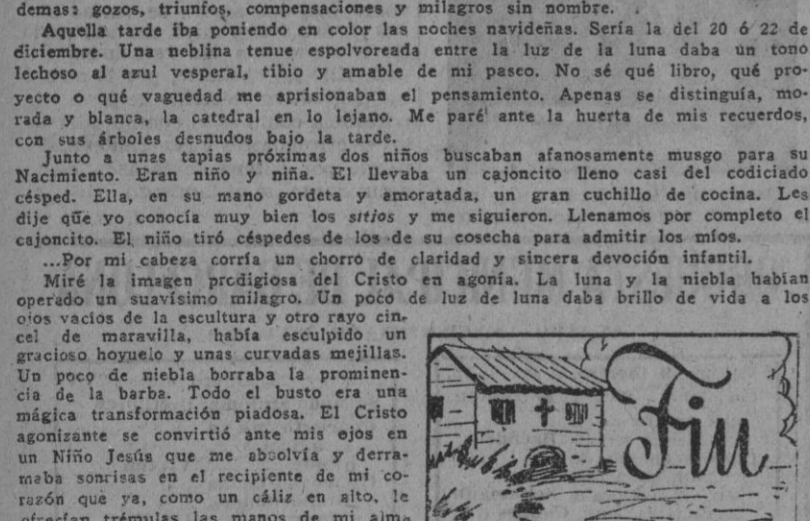 demas: gozos, triunfos, compensaciones y milagros sin nombre.
Aquella tarde iba poniendo en color las noches navideñas. Sería la del 20 ó 22 de
diciembre. Una neblina tenue espolvoreada entre la luz de la luna daba un tono
lechoso al azul vesperal, tibio y amable de mi paseo. No sé qué libro, qué pro-
yecto o qué vaguedad me aprisionaban el pensamiento. Apenas se distinguía, mo-
rada y blanca, la catedral en lo lejano. Me paré ante la huerta de mis recuerdos,
con sus árboles desnudos bajo la tarde.
Junto a unas tapias próximas dos niños buscaban afanosamente musgo para su
Nacimiento. Eran niño y niña. El llevaba un cajoncito lleno casi del codiciado
césped. Ella, en su mano gordeta y amoratada, un gran cuchillo de cocina. Les
dije que yo conocía muy bien los sitios y me siguieron. Llenamos por completo el
cajoncito. El niño tiró céspedes de los de su cosecha para admitir los míos.
...Por mi cabeza corría un chorro de claridad y sincera devoción infantil.
Miré la imagen prodigiosa del Cristo en agonía. La luna y la niebla habían
operado un suavísimo milagro. Un poco de luz de luna daba brillo de vida a los
ojos vacíos de la escultura y otro rayo cin-
cel de maravilla, había esculpido un
gracioso hoyuelo y unas curvadas mejillas.
Un poco de niebla borraba la prominen-
cia de la barba. Todo el busto era una
mágica transformación piadosa. El Cristo
agonizante se convirtió ante mis ojos en
un Niño Jesús que me absolvía y derra-
maba sonrisas en el recipiente de mi co-
razón que ya, como un cáliz en alto, le
ofrecían trémulas las manos de mi alma
Fin